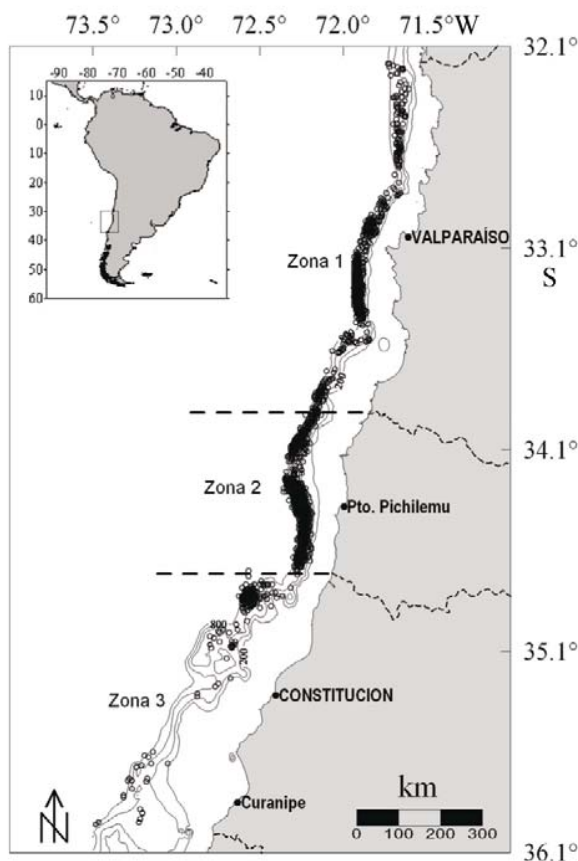 73.5° 73.0° 72.5° 72.0° 71.5°W
32.1°
-90 -80 -70 -60 -50 -40
10
0
10
20
30
40
50
60
VALPARAÍSO
33.1°
S
Zona 1
200
34.1°
Zona 2
Pto. Pichilemu
800
200
35.1°
Zona 3
CONSTITUCION
km
Curanipe
N
0 100 200 300
36.1°